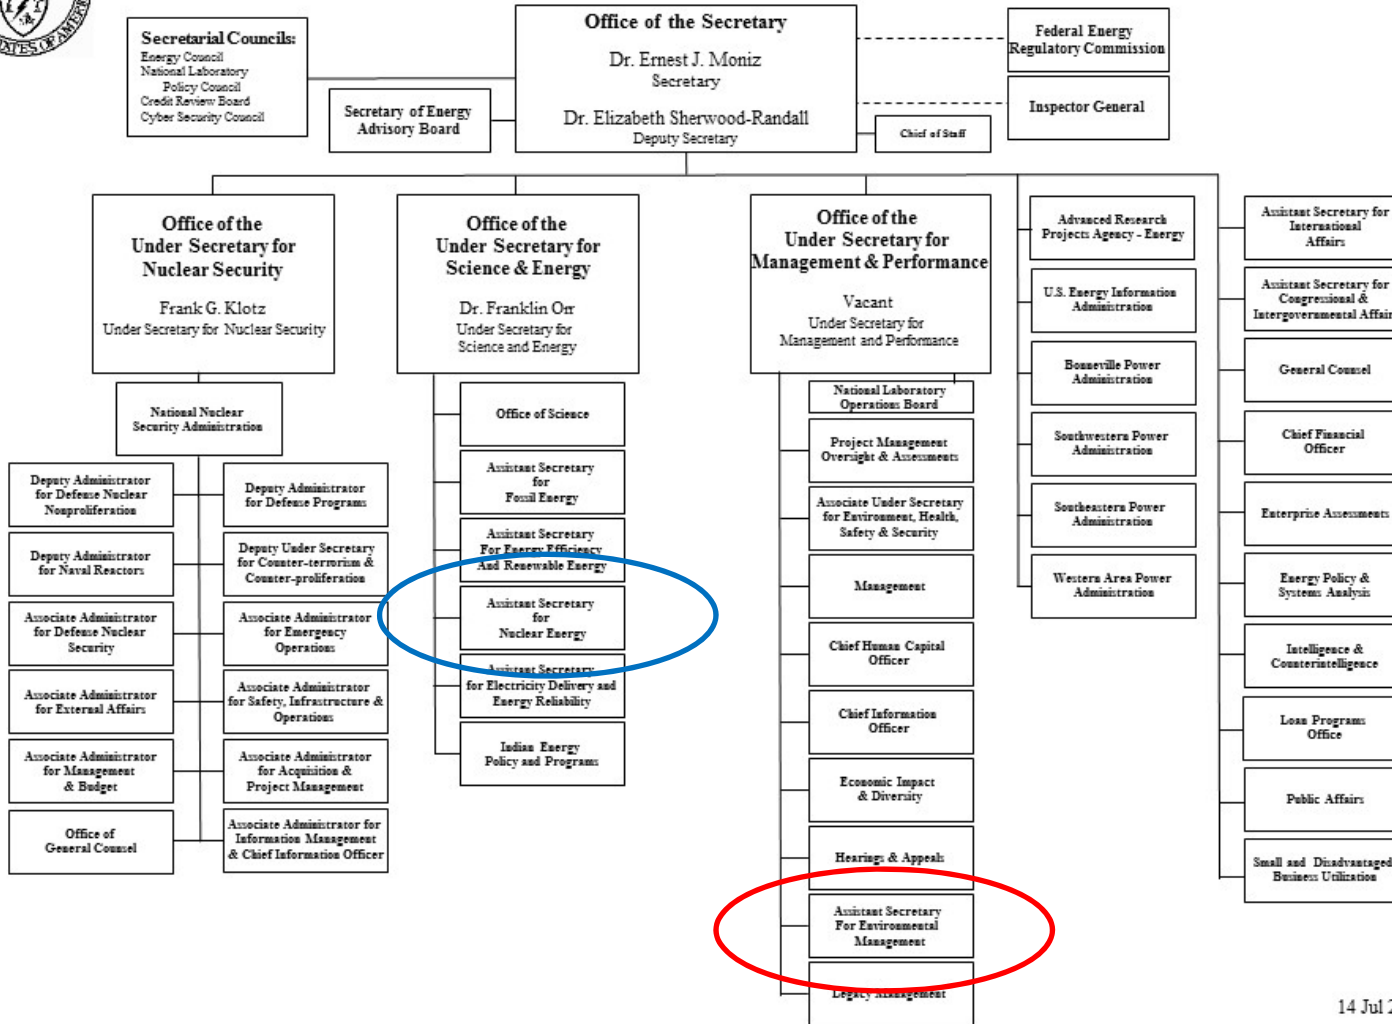 Office of the Secretary
Dr. Ernest J. Moniz
Secretary
Dr. Elizabeth Sherwood-Randall
Deputy Secretary
Secretarial Councils:
Energy Council
National Laboratory
Policy Council
Credit Review Board
Cyber Security Council
Secretary of Energy
Advisory Board
Federal Energy
Regulatory Commission
Inspector General
Chief of Staff
Office of the
Under Secretary for
Nuclear Security
Frank G. Klotz
Under Secretary for Nuclear Security
National Nuclear
Security Administration
Deputy Administrator
for Defense Nuclear
Nonproliferation
Deputy Administrator
for Defense Programs
Deputy Administrator
for Naval Reactors
Deputy Under Secretary
for Counter-terrorism &
Counter-proliferation
Associate Administrator
for Defense Nuclear
Security
Associate Administrator
for Emergency
Operations
Associate Administrator
for External Affairs
Associate Administrator
for Safety, Infrastructure &
Operations
Associate Administrator
for Management
& Budget
Associate Administrator
for Acquisition &
Project Management
Office of
General Counsel
Associate Administrator for
Information Management
& Chief Information Officer
Office of the
Under Secretary for
Science & Energy
Dr. Franklin Orr
Under Secretary for
Science and Energy
Office of Science
Assistant Secretary
for
Fossil Energy
Assistant Secretary
For Energy Efficiency
And Renewable Energy
Assistant Secretary
for
Nuclear Energy
Assistant Secretary
for Electricity Delivery and
Energy Reliability
Indian Energy
Policy and Programs
Office of the
Under Secretary for
Management & Performance
Vacant
Under Secretary for
Management and Performance
National Laboratory
Operations Board
Project Management
Oversight & Assessments
Associate Under Secretary
for Environment, Health,
Safety & Security
Management
Chief Human Capital
Officer
Chief Information
Officer
Economic Impact
& Diversity
Hearings & Appeals
Assistant Secretary
For Environmental
Management
Legacy Management
Advanced Research
Projects Agency - Energy
U.S. Energy Information
Administration
Bonneville Power
Administration
Southwestern Power
Administration
Southeastern Power
Administration
Western Area Power
Administration
Assistant Secretary for
International
Affairs
Assistant Secretary for
Congressional &
Intergovernmental Affair
General Counsel
Chief Financial
Officer
Enterprise Assessments
Energy Policy &
Systems Analysis
Intelligence &
Counterintelligence
Loan Programs
Office
Public Affairs
Small and Disadvantaged
Business Utilization
14 Jul 2